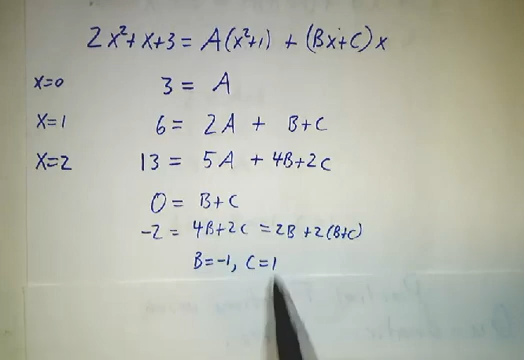 2x²+x+3 = A(x²+1) + (Bx+C)x
x=0 3 = A
x=1 6 = 2A + B+C
x=2 13 = 5A + 4B+2C
0 = B+C
-2 = 4B+2C = 2B+2(B+C)
B=-1, C=1